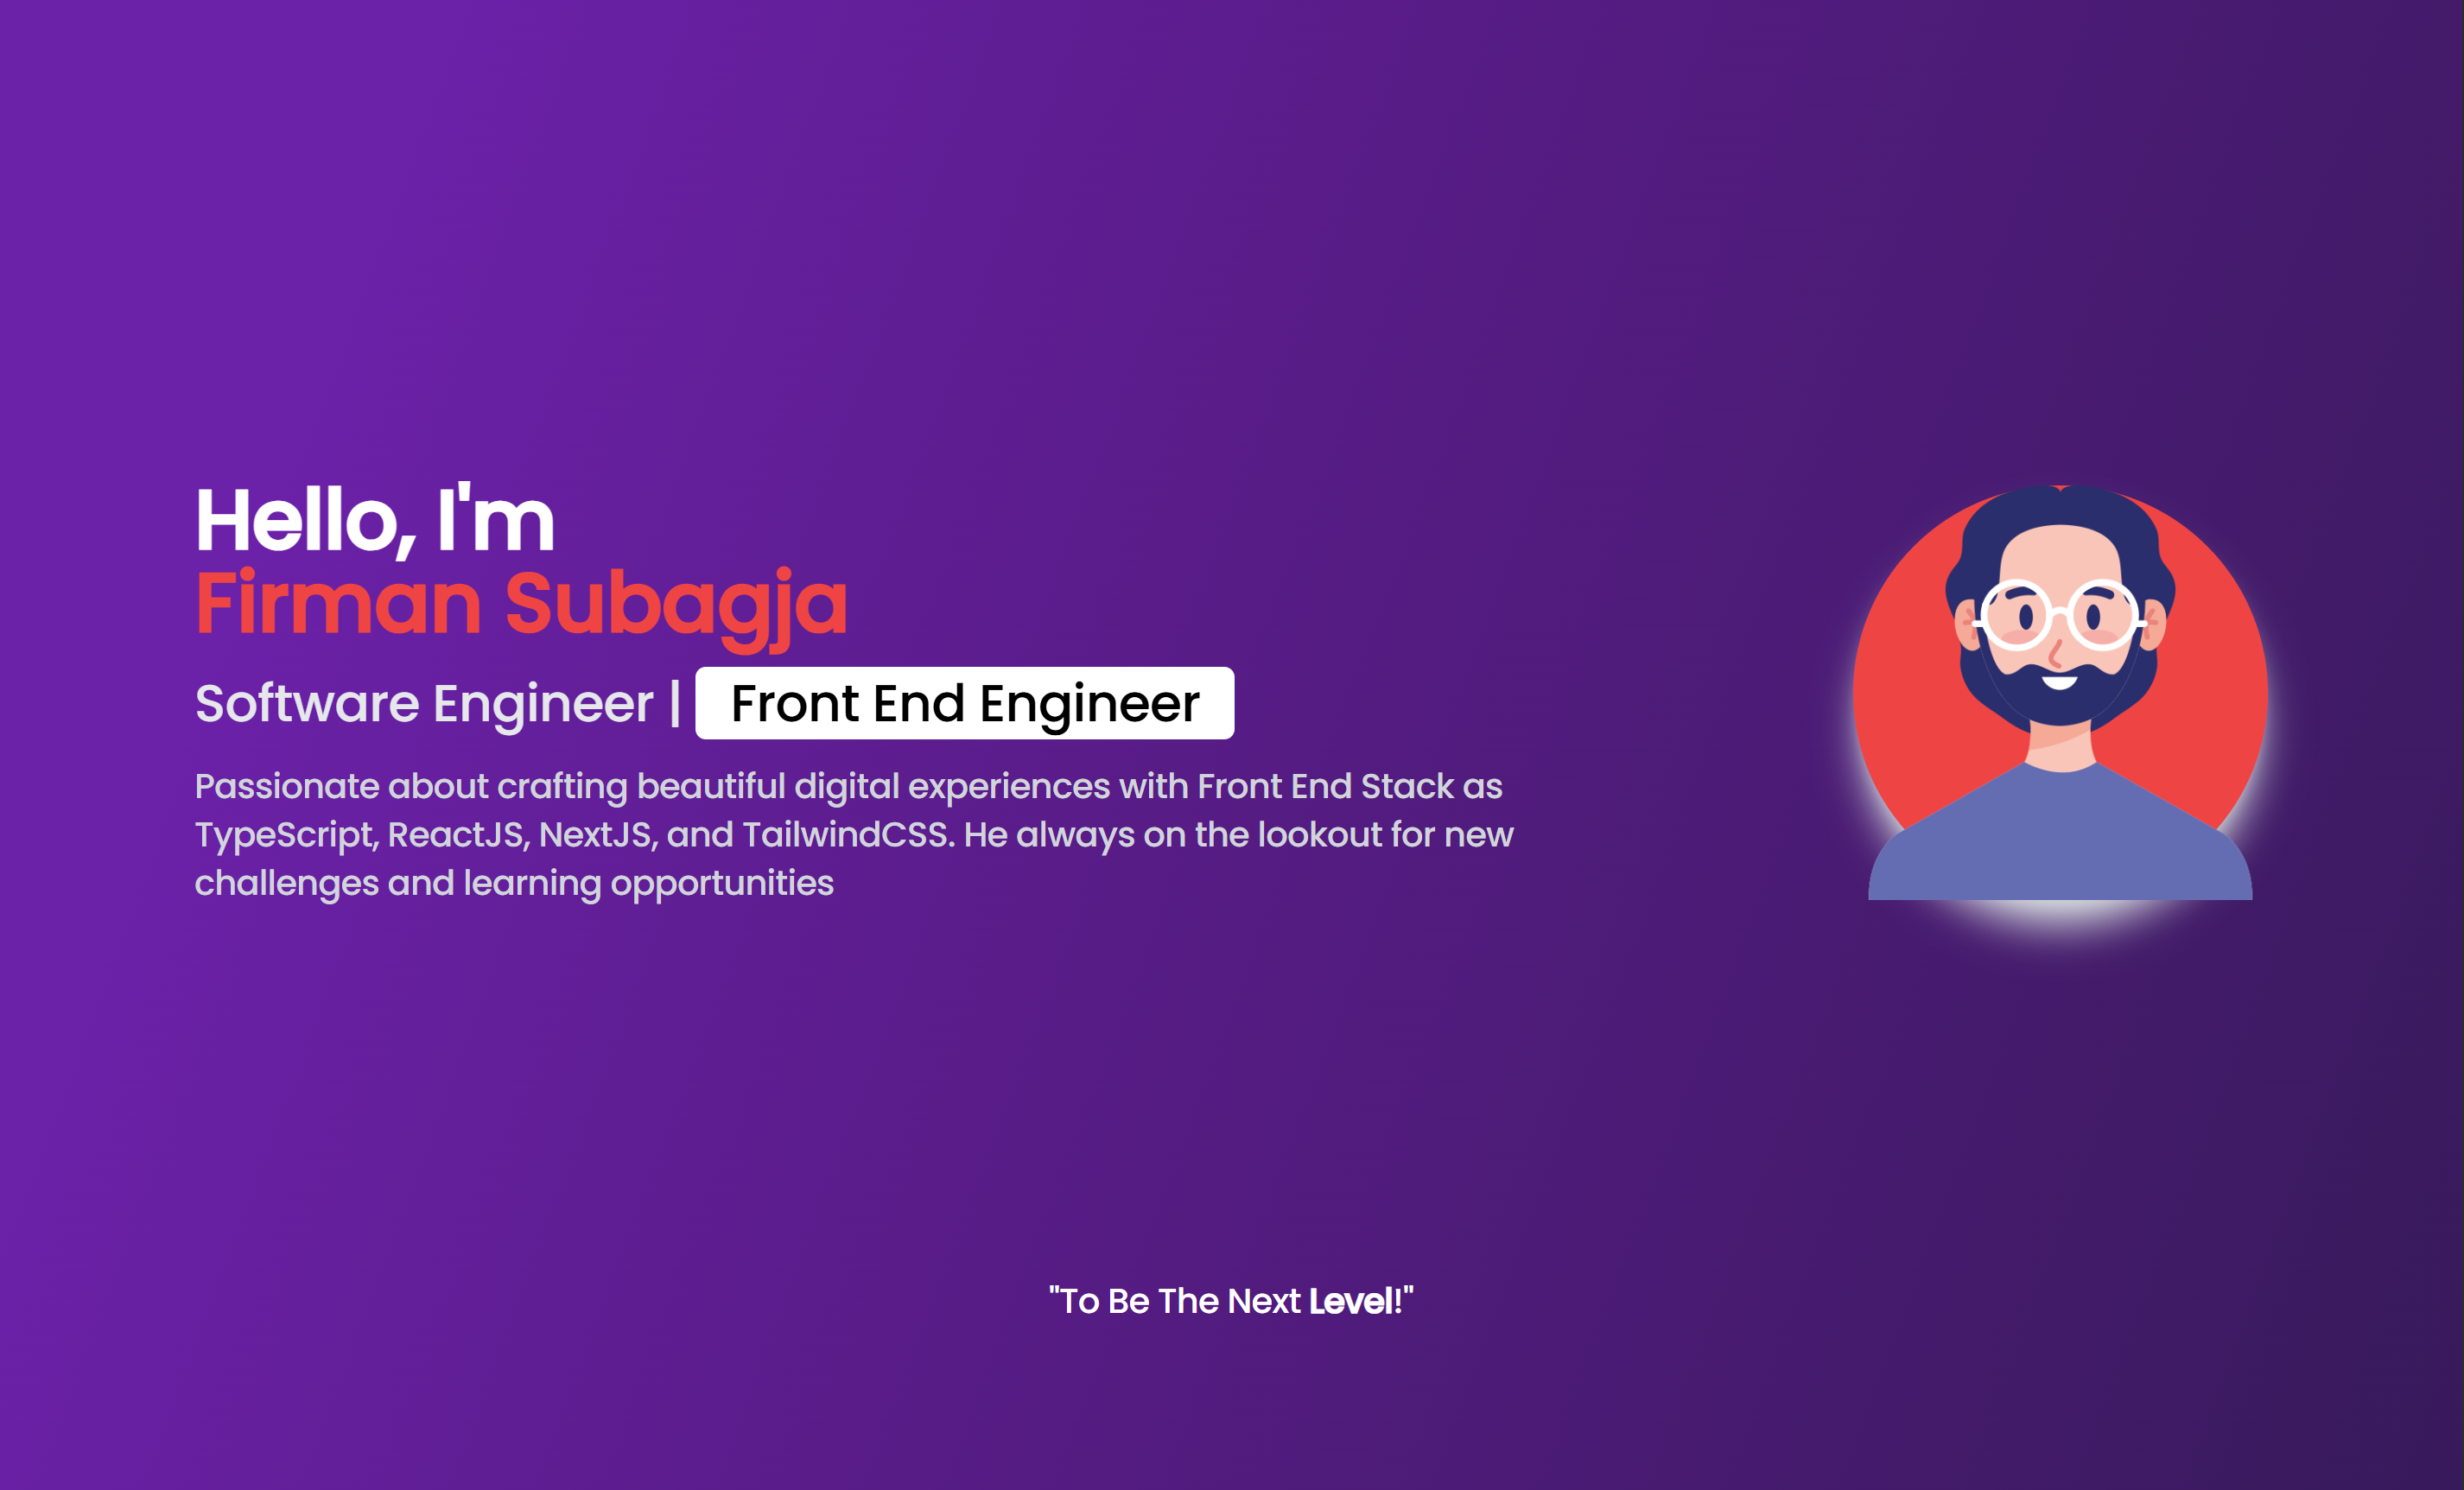 Hello, I'm
Firman Subagja
Software Engineer | Front End Engineer
Passionate about crafting beautiful digital experiences with Front End Stack as
TypeScript, ReactJS, NextJS, and TailwindCSS. He always on the lookout for new
challenges and learning opportunities
"To Be The Next Level!"